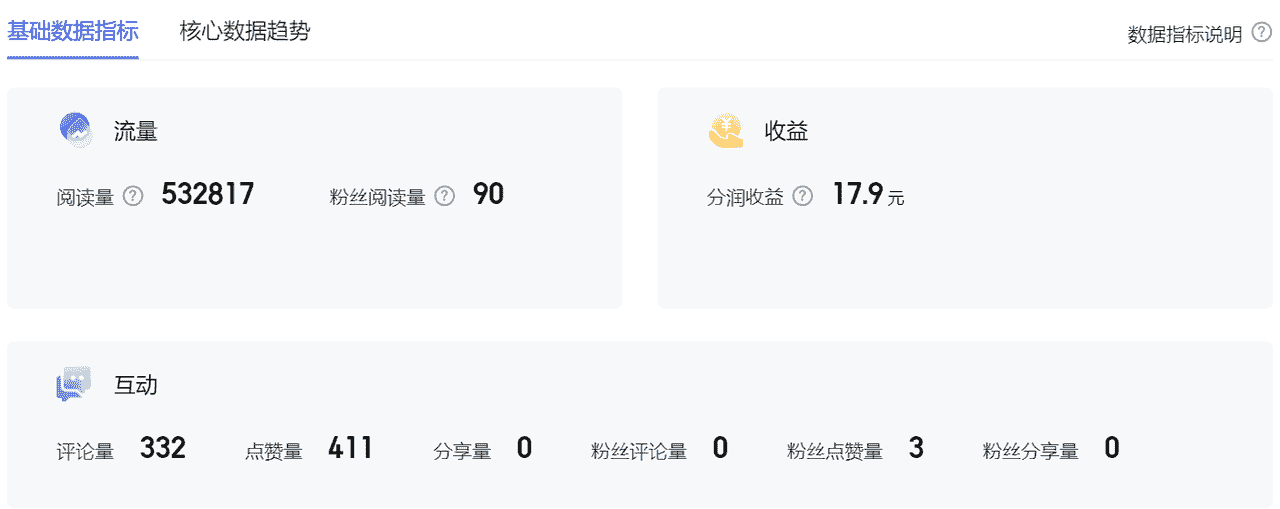 基础数据指标 核心数据趋势 数据指标说明 ?
流量
阅读量 ? 532817 粉丝阅读量 ? 90
收益
分润收益 ? 17.9 元
互动
评论量 332 点赞量 411 分享量 0 粉丝评论量 0 粉丝点赞量 3 粉丝分享量 0